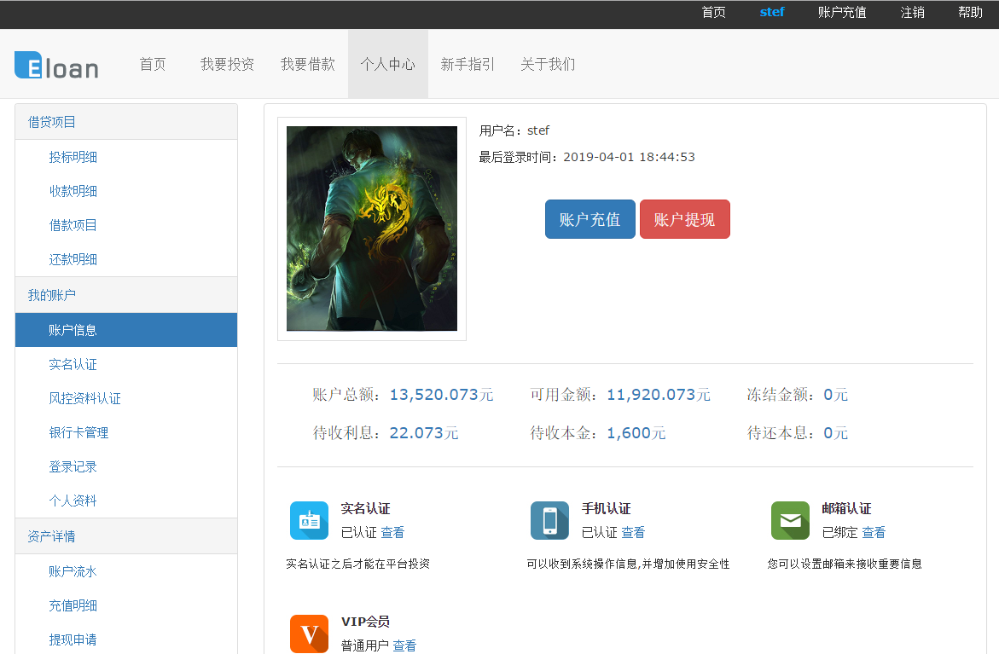 首页 stef 账户充值 注销 帮助
Eloan 首页 我要投资 我要借款 个人中心 新手指引 关于我们
借贷项目
投标明细
收款明细
借款项目
还款明细
我的账户
账户信息
实名认证
风控资料认证
银行卡管理
登录记录
个人资料
资产详情
账户流水
充值明细
提现申请
用户名：stef
最后登录时间：2019-04-01 18:44:53
账户充值 账户提现
账户总额：13,520.073元 可用金额：11,920.073元 冻结金额：0元
待收利息：22.073元 待收本金：1,600元 待还本息：0元
实名认证
已认证 查看
实名认证之后才能在平台投资
手机认证
已认证 查看
可以收到系统操作信息,并增加使用安全性
邮箱认证
已绑定 查看
您可以设置邮箱来接收重要信息
V
VIP会员
普通用户 查看